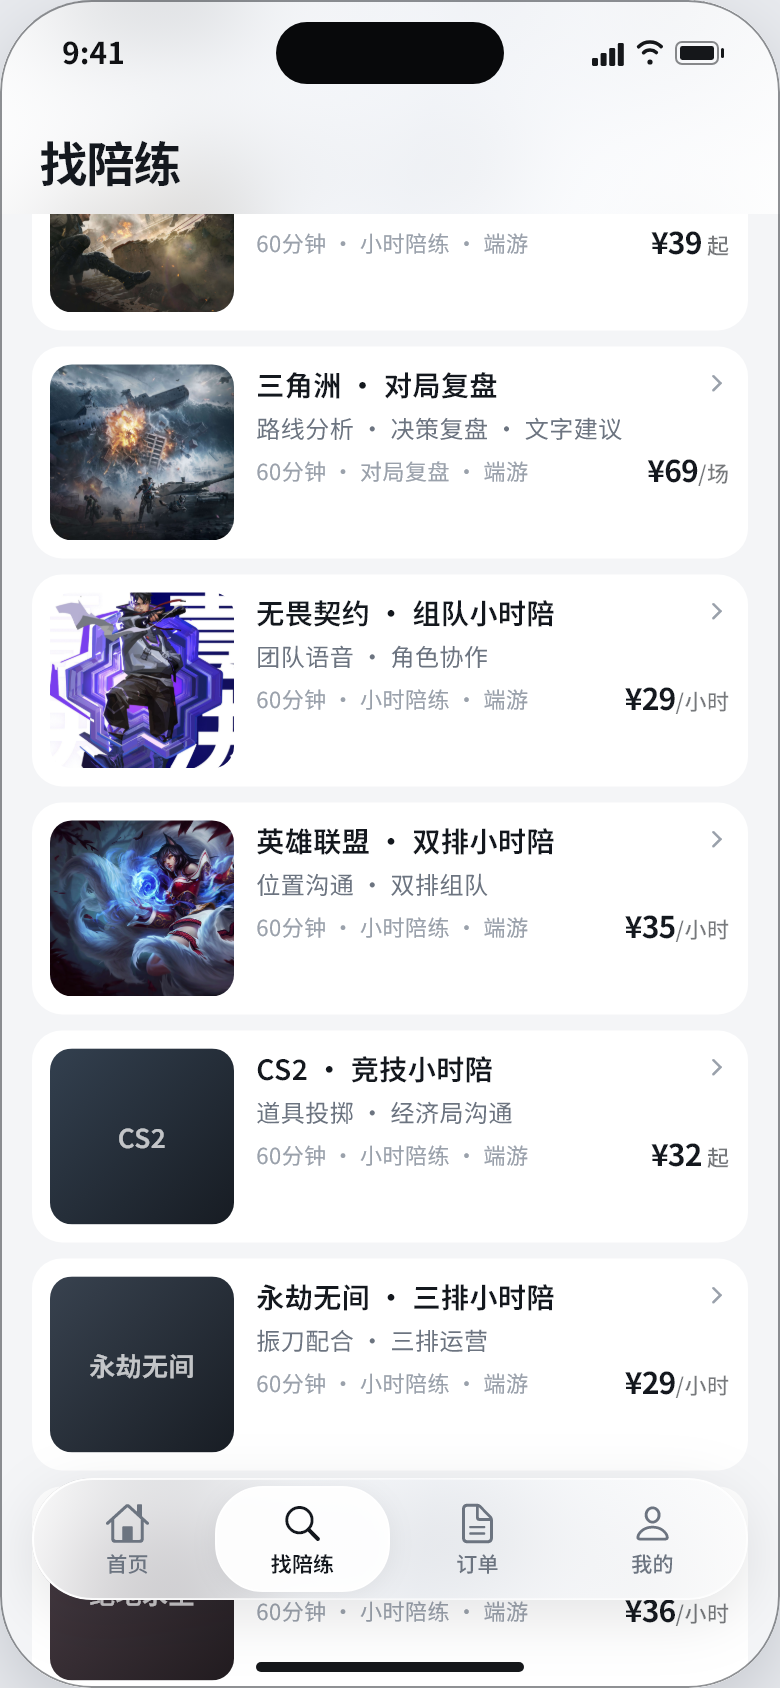 9:41
找陪练
60分钟 · 小时陪练 · 端游
¥39 起
三角洲 · 对局复盘
路线分析 · 决策复盘 · 文字建议
60分钟 · 对局复盘 · 端游
¥69/场
无畏契约 · 组队小时陪
团队语音 · 角色协作
60分钟 · 小时陪练 · 端游
¥29/小时
英雄联盟 · 双排小时陪
位置沟通 · 双排组队
60分钟 · 小时陪练 · 端游
¥35/小时
CS2
CS2 · 竞技小时陪
道具投掷 · 经济局沟通
60分钟 · 小时陪练 · 端游
¥32 起
永劫无间
永劫无间 · 三排小时陪
振刀配合 · 三排运营
60分钟 · 小时陪练 · 端游
¥29/小时
首页
找陪练
订单
我的
60分钟 · 小时陪练 · 端游
¥36/小时